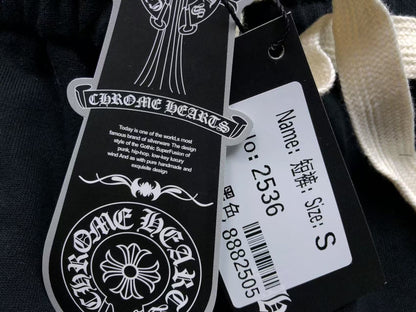 CHROME HEARTS
Today is one of the world,s most
famous brand of silverware The design
style of the Gothic SuperFusion of
punk, hip-hop, low-key luxury
wind And as with pure handmade and
exquisite design
CHROME HEARTS
Name: 短裤: Size: S
No: 2536
黑色 8882505